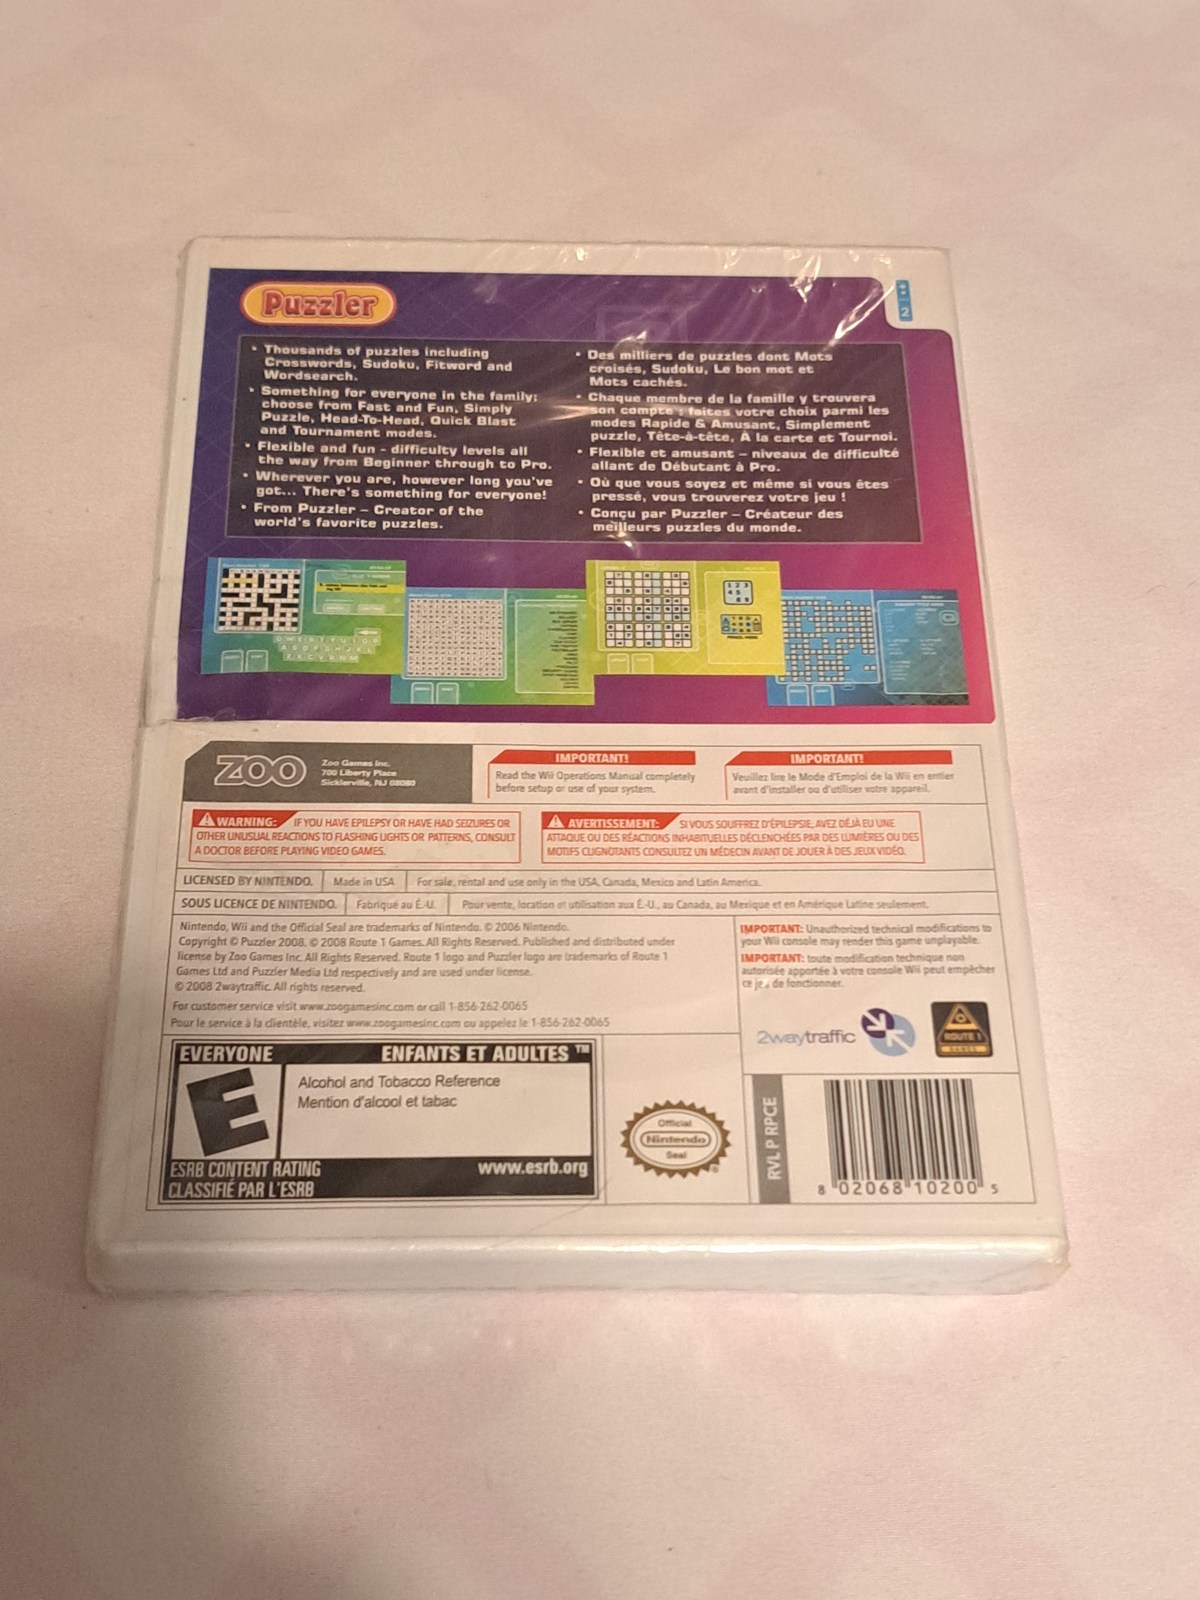 Puzzler
2
• Thousands of puzzles including
Crosswords, Sudoku, Fitword and
Wordsearch.
• Something for everyone in the family;
choose from Fast and Fun, Simply
Puzzle, Head-To-Head, Quick Blast
and Tournament modes.
• Flexible and fun - difficulty levels all
the way from Beginner through to Pro.
• Wherever you are, however long you've
got... There's something for everyone!
• From Puzzler – Creator of the
world's favorite puzzles.
• Des milliers de puzzles dont Mots
croisés, Sudoku, Le bon mot et
Mots cachés.
• Chaque membre de la famille y trouvera
son compte : faites votre choix parmi les
modes Rapide & Amusant, Simplement
puzzle, Tête-à-tête, À la carte et Tournoi.
• Flexible et amusant – niveaux de difficulté
allant de Débutant à Pro.
• Où que vous soyez et même si vous êtes
pressé, vous trouverez votre jeu !
• Conçu par Puzzler – Créateur des
meilleurs puzzles du monde.
ZOO
Zoo Games Inc.
700 Liberty Place
Sicklerville, NJ 08080
IMPORTANT!
Read the Wii Operations Manual completely
before setup or use of your system.
IMPORTANT!
Veuillez lire le Mode d'Emploi de la Wii en entier
avant d'installer ou d'utiliser votre appareil.
WARNING: IF YOU HAVE EPILEPSY OR HAVE HAD SEIZURES OR
OTHER UNUSUAL REACTIONS TO FLASHING LIGHTS OR PATTERNS, CONSULT
A DOCTOR BEFORE PLAYING VIDEO GAMES.
AVERTISSEMENT: SI VOUS SOUFFREZ D'ÉPILEPSIE, AVEZ DÉJÀ EU UNE
ATTAQUE OU DES RÉACTIONS INHABITUELLES DÉCLENCHÉES PAR DES LUMIÈRES OU DES
MOTIFS CLIGNOTANTS CONSULTEZ UN MÉDECIN AVANT DE JOUER À DES JEUX VIDÉO.
LICENSED BY NINTENDO. Made in USA For sale, rental and use only in the USA, Canada, Mexico and Latin America.
SOUS LICENCE DE NINTENDO. Fabriqué au É.-U. Pour vente, location et utilisation aux É.-U., au Canada, au Mexique et en Amérique Latine seulement.
Nintendo, Wii and the Official Seal are trademarks of Nintendo. © 2006 Nintendo.
Copyright © Puzzler 2008. © 2008 Route 1 Games. All Rights Reserved. Published and distributed under
license by Zoo Games Inc. All Rights Reserved. Route 1 logo and Puzzler logo are trademarks of Route 1
Games Ltd and Puzzler Media Ltd respectively and are used under license.
© 2008 2waytraffic. All rights reserved.
For customer service visit www.zoogamesinc.com or call 1-856-262-0065
Pour le service à la clientèle, visitez www.zoogamesinc.com ou appelez le 1-856-262-0065
IMPORTANT: Unauthorized technical modifications to
your Wii console may render this game unplayable.
IMPORTANT: toute modification technique non
autorisée apportée à votre console Wii peut empêcher
ce jeu de fonctionner.
2waytraffic
ROUTE 1
GAMES
EVERYONE ENFANTS ET ADULTES ™
E
Alcohol and Tobacco Reference
Mention d'alcool et tabac
ESRB CONTENT RATING www.esrb.org
CLASSIFIÉ PAR L'ESRB
Official
Nintendo
Seal
RVL P RPCE
8 02068 10200 5